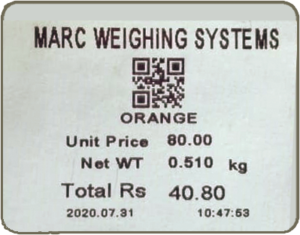 MARC WEIGHING SYSTEMS
ORANGE
Unit Price 80.00
Net WT 0.510 kg
Total Rs 40.80
2020.07.31 10:47:53